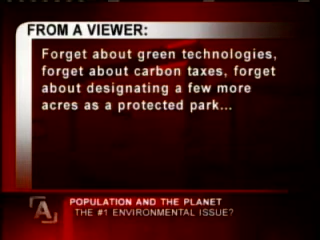 FROM A VIEWER:
Forget about green technologies,
forget about carbon taxes, forget
about designating a few more
acres as a protected park...
A
POPULATION AND THE PLANET
THE #1 ENVIRONMENTAL ISSUE?